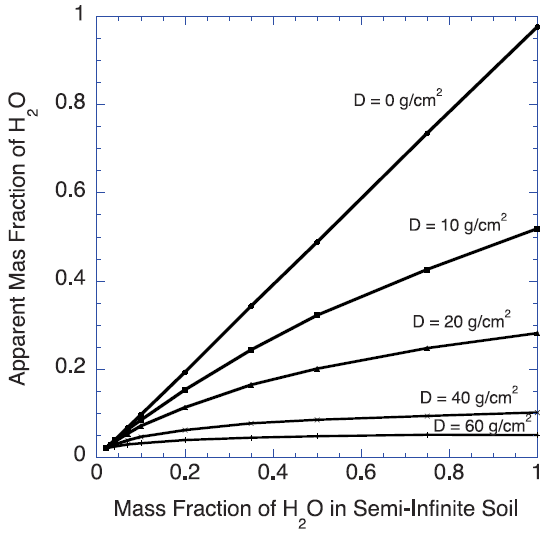 Apparent Mas Fraction of H₂O
1
0.8
0.6
0.4
0.2
0
D = 0 g/cm²
D = 10 g/cm²
D = 20 g/cm²
D = 40 g/cm²
D = 60 g/cm²
0 0.2 0.4 0.6 0.8 1
Mass Fraction of H₂O in Semi-Infinite Soil